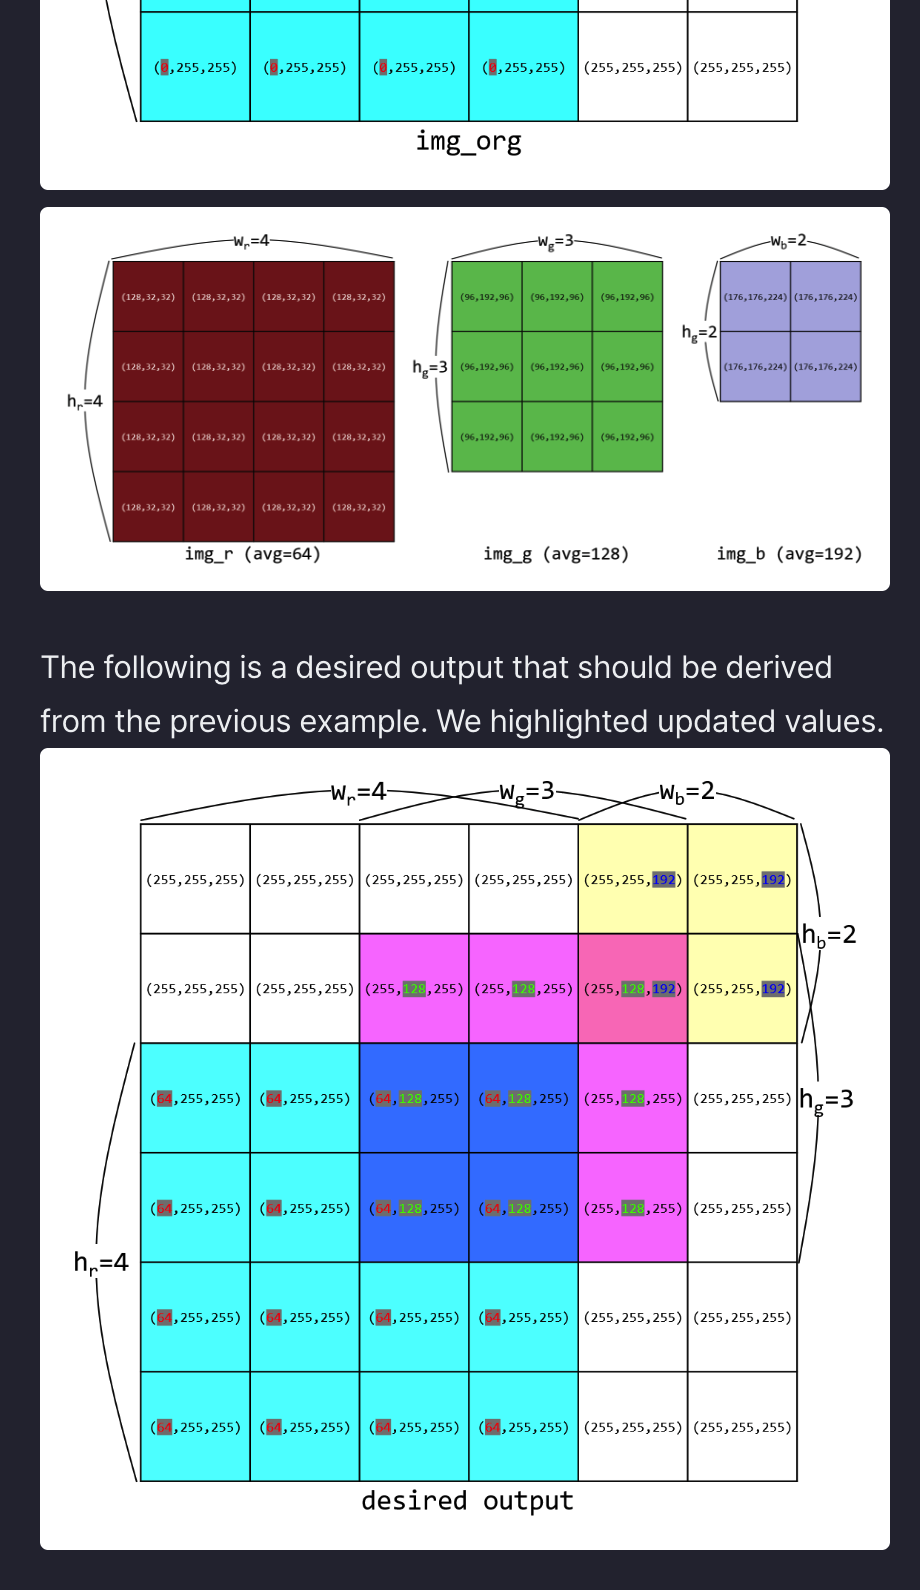 (0,255,255) (0,255,255) (0,255,255) (0,255,255) (255,255,255) (255,255,255)
img_org
wr=4 wg=3 wb=2
(128,32,32) (128,32,32) (128,32,32) (128,32,32) (96,192,96) (96,192,96) (96,192,96) (176,176,224) (176,176,224)
hg=2
(128,32,32) (128,32,32) (128,32,32) (128,32,32) hg=3 (96,192,96) (96,192,96) (96,192,96) (176,176,224) (176,176,224)
hr=4
(128,32,32) (128,32,32) (128,32,32) (128,32,32) (96,192,96) (96,192,96) (96,192,96)
(128,32,32) (128,32,32) (128,32,32) (128,32,32)
img_r (avg=64) img_g (avg=128) img_b (avg=192)
The following is a desired output that should be derived
from the previous example. We highlighted updated values.
wr=4 wg=3 wb=2
(255,255,255) (255,255,255) (255,255,255) (255,255,255) (255,255,192) (255,255,192)
hb=2
(255,255,255) (255,255,255) (255,128,255) (255,128,255) (255,128,192) (255,255,192)
(64,255,255) (64,255,255) (64,128,255) (64,128,255) (255,128,255) (255,255,255) hg=3
(64,255,255) (64,255,255) (64,128,255) (64,128,255) (255,128,255) (255,255,255)
hr=4
(64,255,255) (64,255,255) (64,255,255) (64,255,255) (255,255,255) (255,255,255)
(64,255,255) (64,255,255) (64,255,255) (64,255,255) (255,255,255) (255,255,255)
desired output